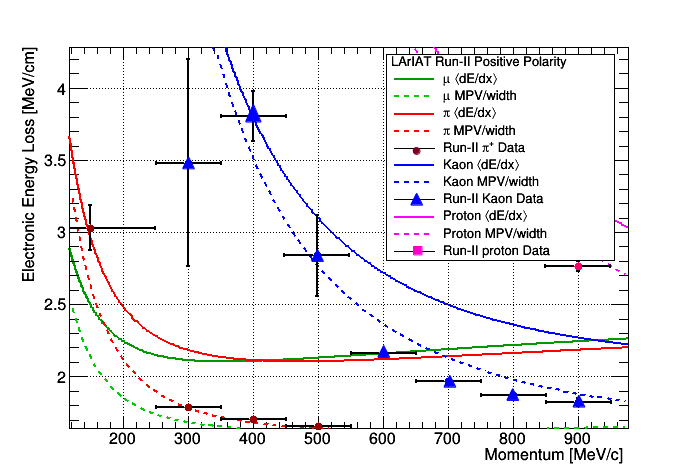 LArIAT Run-II Positive Polarity
μ ⟨dE/dx⟩
μ MPV/width
π ⟨dE/dx⟩
π MPV/width
Run-II π⁺ Data
Kaon ⟨dE/dx⟩
Kaon MPV/width
Run-II Kaon Data
Proton ⟨dE/dx⟩
Proton MPV/width
Run-II proton Data
Electronic Energy Loss [MeV/cm]
4
3.5
3
2.5
2
200 300 400 500 600 700 800 900
Momentum [MeV/c]